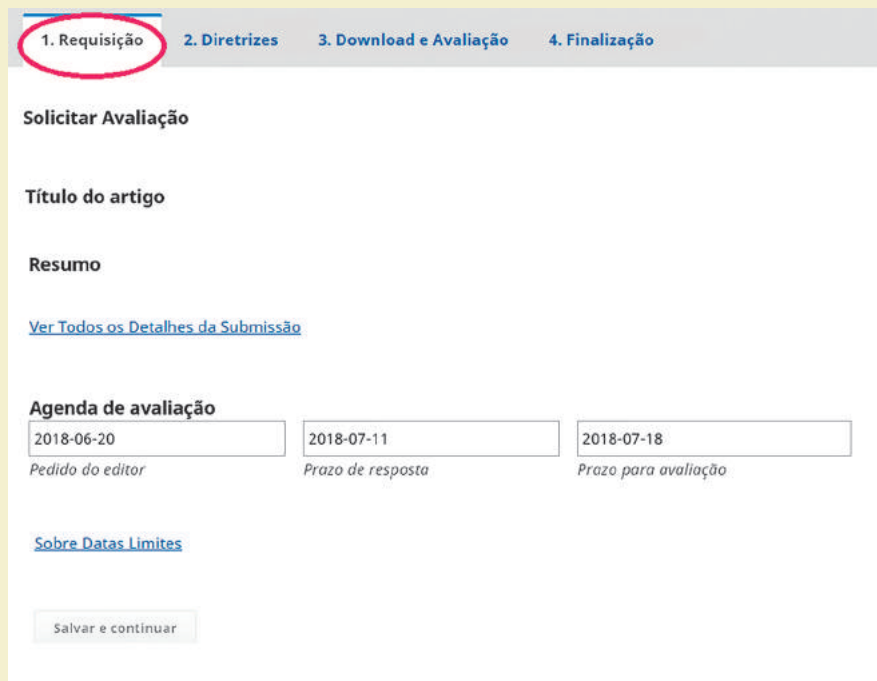 1. Requisição 2. Diretrizes 3. Download e Avaliação 4. Finalização
Solicitar Avaliação
Título do artigo
Resumo
Ver Todos os Detalhes da Submissão
Agenda de avaliação
2018-06-20 2018-07-11 2018-07-18
Pedido do editor Prazo de resposta Prazo para avaliação
Sobre Datas Limites
Salvar e continuar